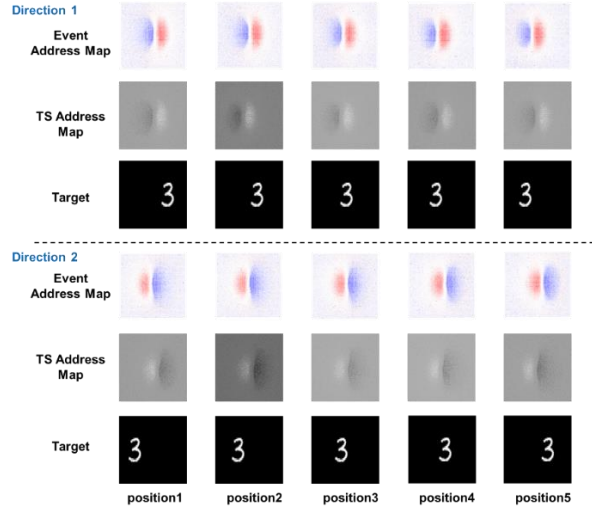 Direction 1
Event
Address Map
TS Address
Map
Target
3 3 3 3 3
Direction 2
Event
Address Map
TS Address
Map
Target
3 3 3 3 3
position1 position2 position3 position4 position5